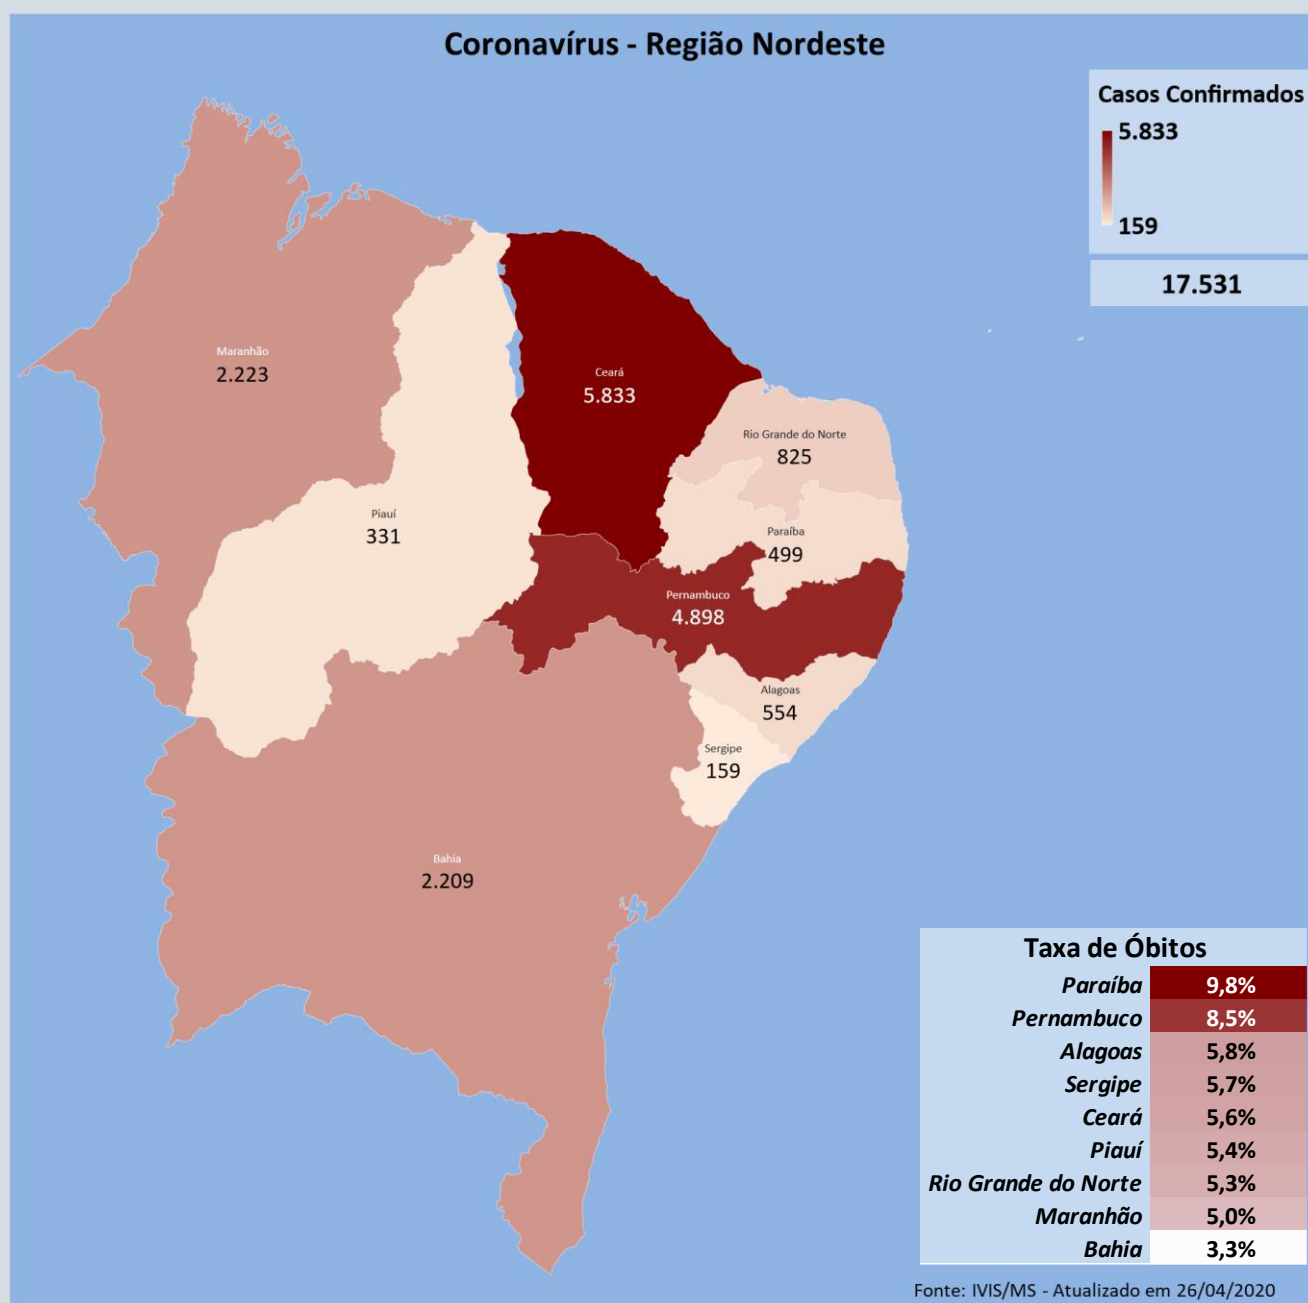 Coronavírus - Região Nordeste
Casos Confirmados
5.833
159
17.531
Maranhão
2.223
Ceará
5.833
Rio Grande do Norte
825
Piauí
331
Paraíba
499
Pernambuco
4.898
Alagoas
554
Sergipe
159
Bahia
2.209
Taxa de Óbitos
Paraíba 9,8%
Pernambuco 8,5%
Alagoas 5,8%
Sergipe 5,7%
Ceará 5,6%
Piauí 5,4%
Rio Grande do Norte 5,3%
Maranhão 5,0%
Bahia 3,3%
Fonte: IVIS/MS - Atualizado em 26/04/2020